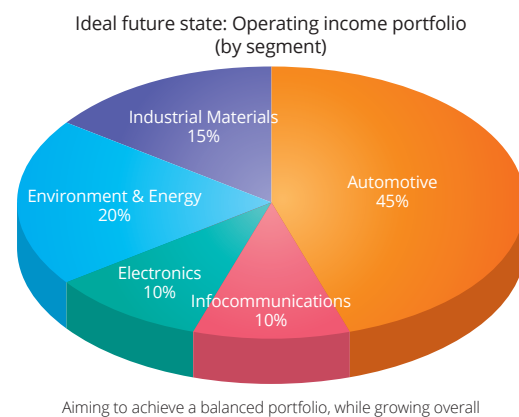 Ideal future state: Operating income portfolio
(by segment)
Industrial Materials
15%
Automotive
45%
Environment & Energy
20%
Electronics
10%
Infocommunications
10%
Aiming to achieve a balanced portfolio, while growing overall